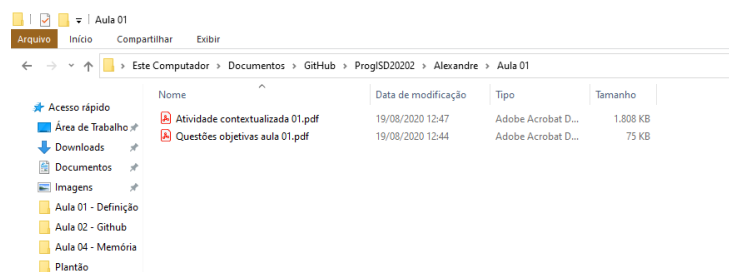 Aula 01
Arquivo Início Compartilhar Exibir
Este Computador > Documentos > GitHub > ProgISD20202 > Alexandre > Aula 01
Nome Data de modificação Tipo Tamanho
Acesso rápido
Atividade contextualizada 01.pdf 19/08/2020 12:47 Adobe Acrobat D... 1.808 KB
Área de Trabalho
Questões objetivas aula 01.pdf 19/08/2020 12:44 Adobe Acrobat D... 75 KB
Downloads
Documentos
Imagens
Aula 01 - Definição
Aula 02 - Github
Aula 04 - Memória
Plantão